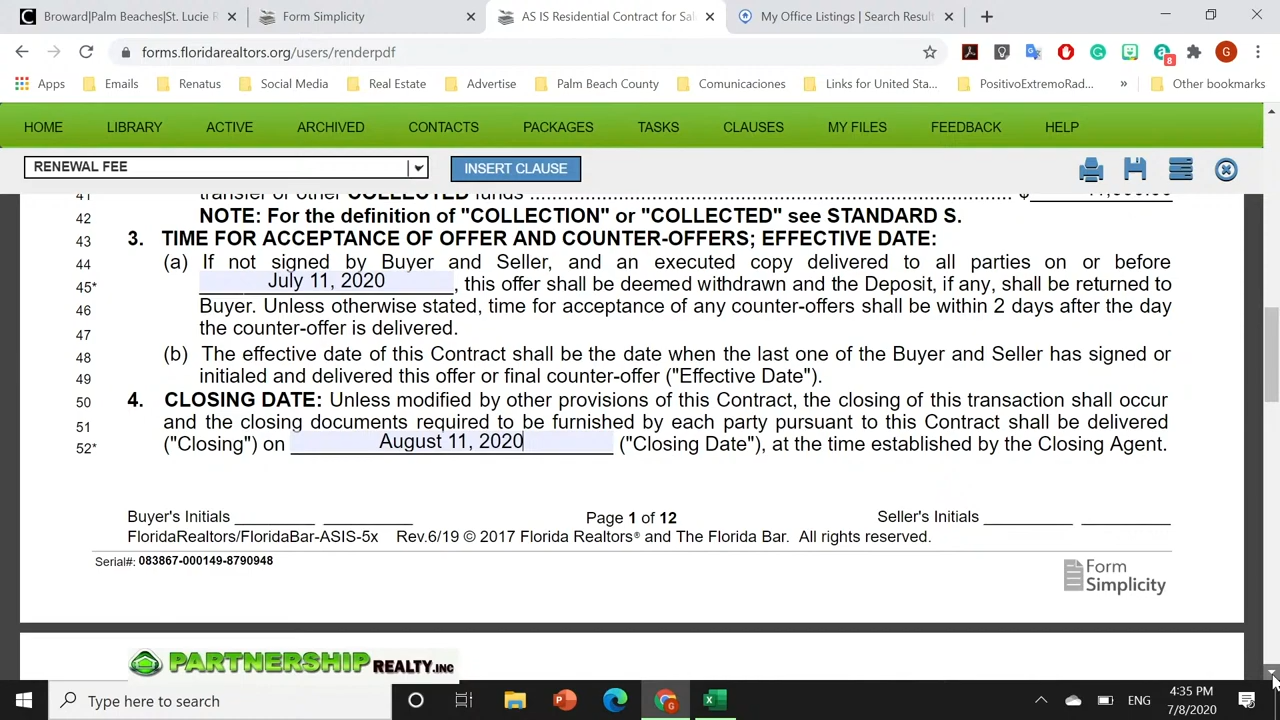 Broward|Palm Beaches|St. Lucie R
Form Simplicity
AS IS Residential Contract for Sal
My Office Listings | Search Result
forms.floridarealtors.org/users/renderpdf
8
G
Apps
Emails
Renatus
Social Media
Real Estate
Advertise
Palm Beach County
Comunicaciones
Links for United Sta...
PositivoExtremoRad...
»
Other bookmarks
HOME
LIBRARY
ACTIVE
ARCHIVED
CONTACTS
PACKAGES
TASKS
CLAUSES
MY FILES
FEEDBACK
HELP
RENEWAL FEE
INSERT CLAUSE
41 transfer or other COLLECTED funds ........ $
42 NOTE: For the definition of "COLLECTION" or "COLLECTED" see STANDARD S.
43 3. TIME FOR ACCEPTANCE OF OFFER AND COUNTER-OFFERS; EFFECTIVE DATE:
44 (a) If not signed by Buyer and Seller, and an executed copy delivered to all parties on or before
45* July 11, 2020, this offer shall be deemed withdrawn and the Deposit, if any, shall be returned to
46 Buyer. Unless otherwise stated, time for acceptance of any counter-offers shall be within 2 days after the day
47 the counter-offer is delivered.
48 (b) The effective date of this Contract shall be the date when the last one of the Buyer and Seller has signed or
49 initialed and delivered this offer or final counter-offer ("Effective Date").
50 4. CLOSING DATE: Unless modified by other provisions of this Contract, the closing of this transaction shall occur
51 and the closing documents required to be furnished by each party pursuant to this Contract shall be delivered
52* ("Closing") on August 11, 2020 ("Closing Date"), at the time established by the Closing Agent.
Buyer's Initials ________ ________ Page 1 of 12 Seller's Initials ________ ________
FloridaRealtors/FloridaBar-ASIS-5x Rev.6/19 © 2017 Florida Realtors® and The Florida Bar. All rights reserved.
Serial#: 083867-000149-8790948
Form
Simplicity
PARTNERSHIP REALTY.INC
Type here to search
ENG
4:35 PM
7/8/2020